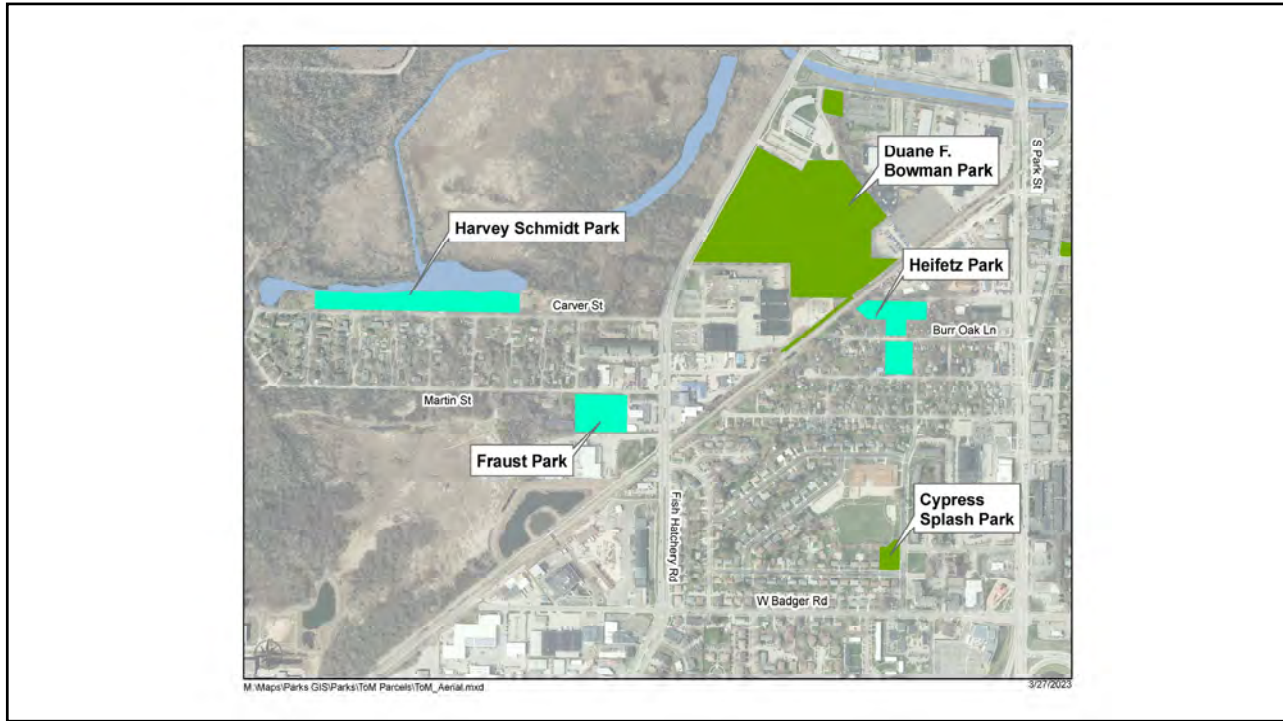 Duane F.
Bowman Park
S Park St
Harvey Schmidt Park
Heifetz Park
Carver St
Burr Oak Ln
Martin St
Fraust Park
Fish Hatchery Rd
Cypress
Splash Park
W Badger Rd
M:\Maps\Parks GIS\Parks\ToM Parcels\ToM_Aerial.mxd
3/27/2023